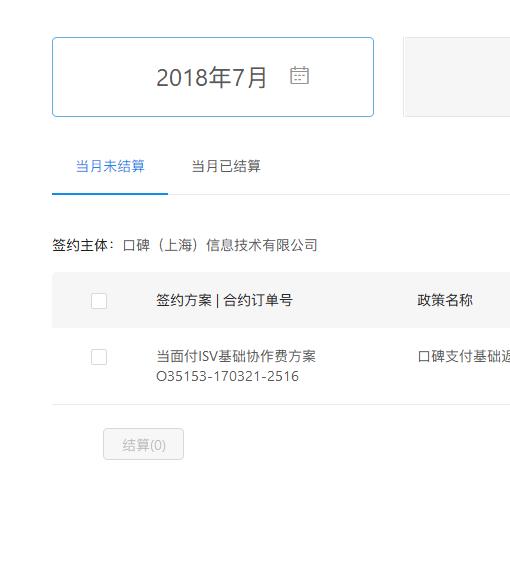 2018年7月
当月未结算
当月已结算
签约主体：口碑（上海）信息技术有限公司
签约方案 | 合约订单号
政策名称
当面付ISV基础协作费方案
口碑支付基础返
O35153-170321-2516
结算(0)